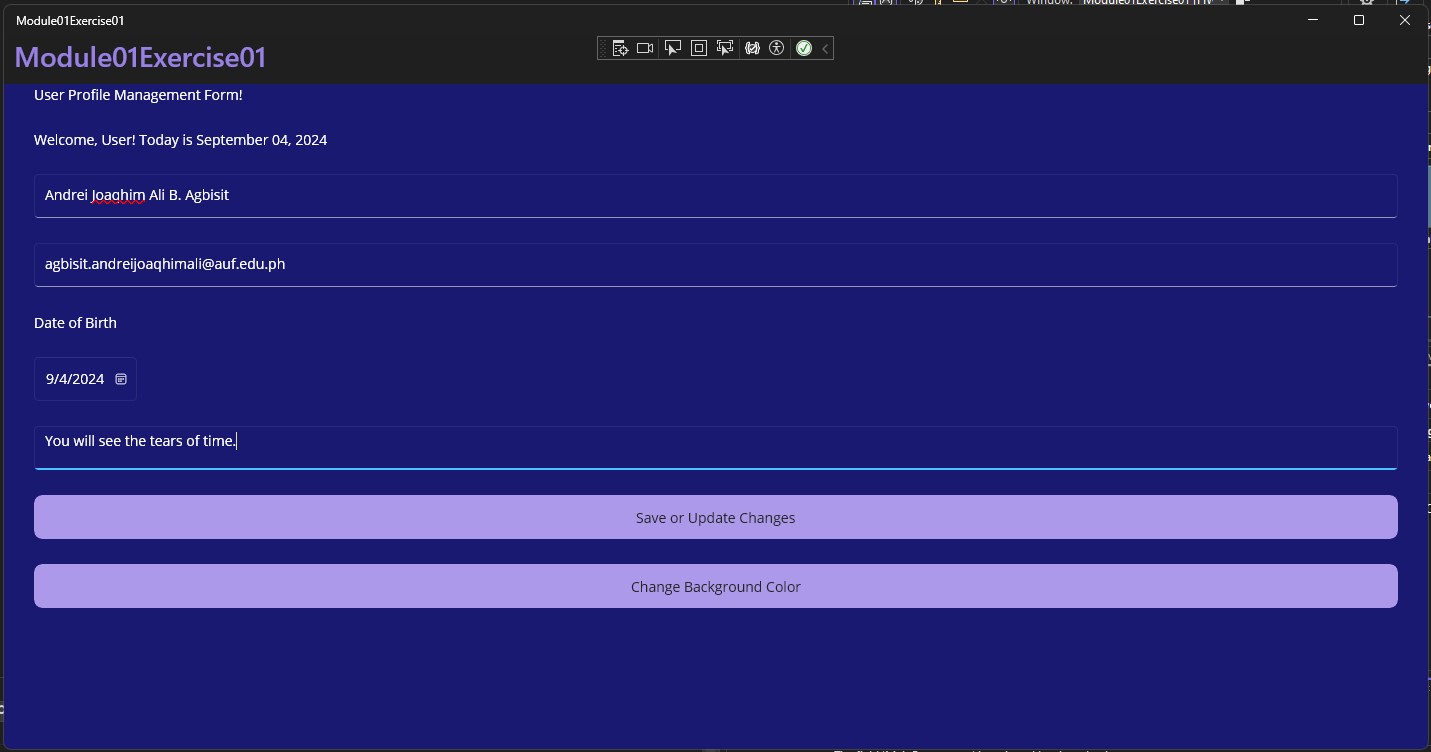 Window:
Module01Exercise01
Module01Exercise01
User Profile Management Form!
Welcome, User! Today is September 04, 2024
Andrei Joaqhim Ali B. Agbisit
agbisit.andreijoaqhimali@auf.edu.ph
Date of Birth
9/4/2024
You will see the tears of time.
Save or Update Changes
Change Background Color